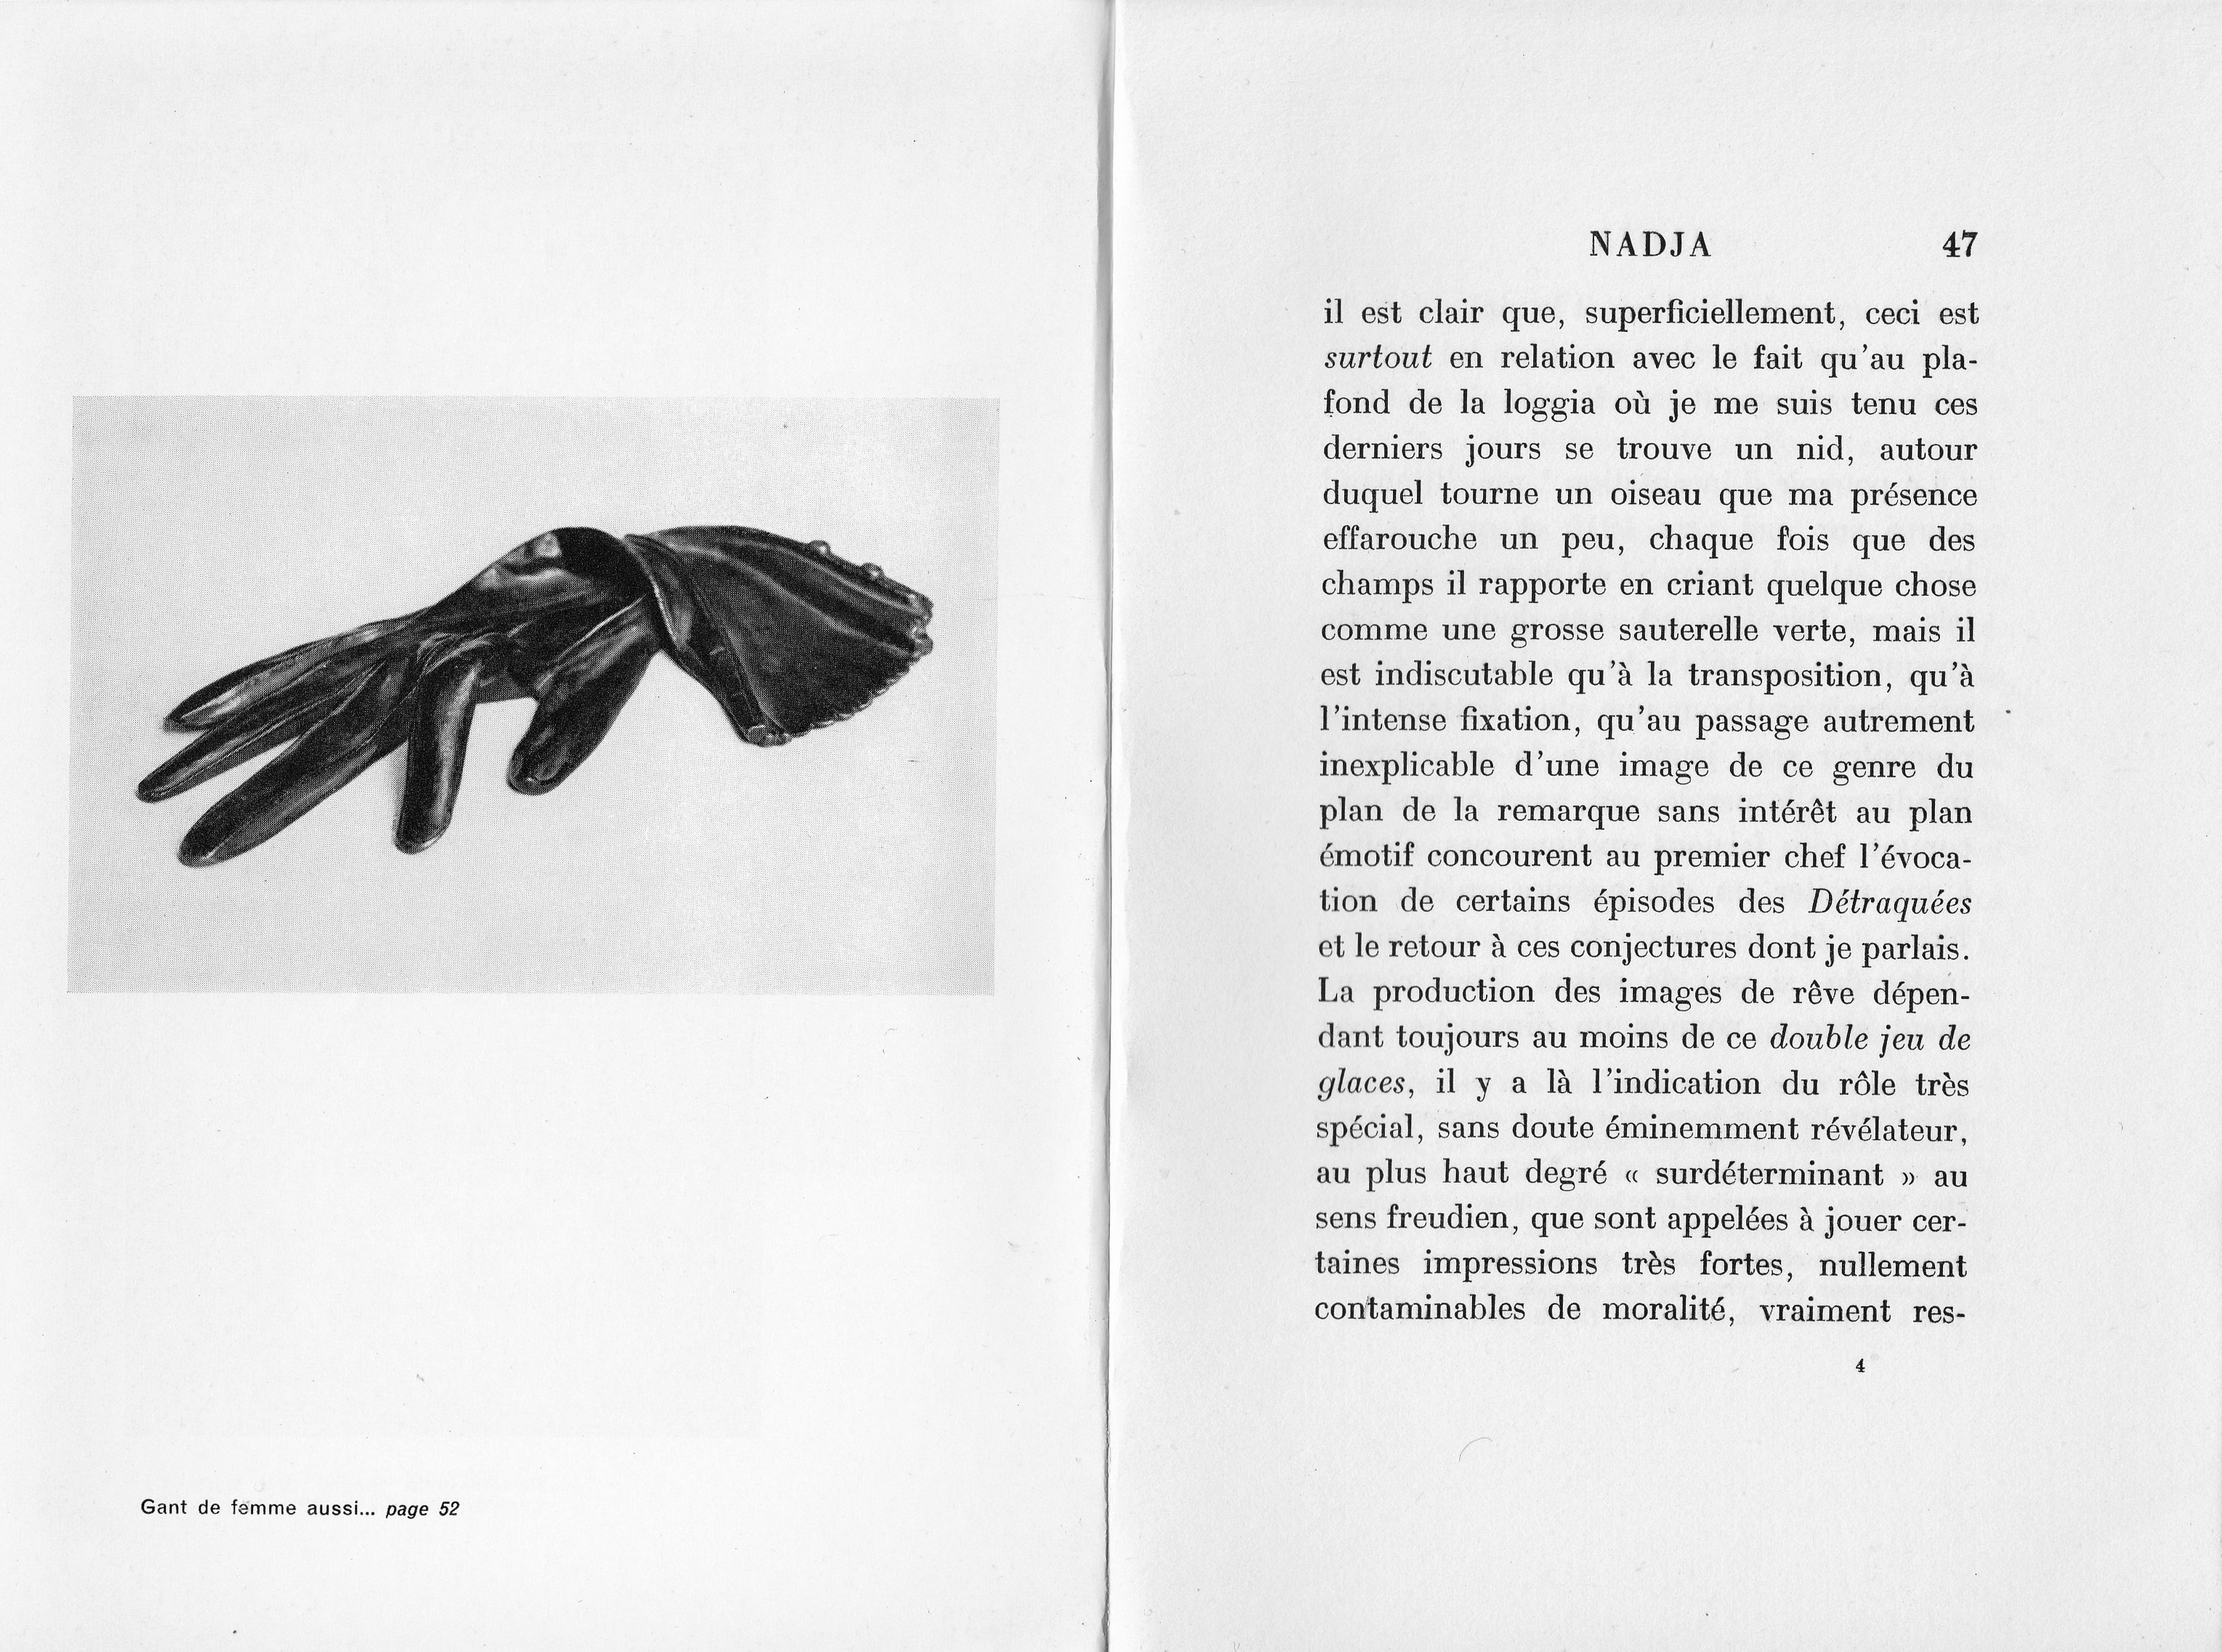 Gant de femme aussi... page 52
NADJA 47
il est clair que, superficiellement, ceci est
surtout en relation avec le fait qu'au pla-
fond de la loggia où je me suis tenu ces
derniers jours se trouve un nid, autour
duquel tourne un oiseau que ma présence
effarouche un peu, chaque fois que des
champs il rapporte en criant quelque chose
comme une grosse sauterelle verte, mais il
est indiscutable qu'à la transposition, qu'à
l'intense fixation, qu'au passage autrement
inexplicable d'une image de ce genre du
plan de la remarque sans intérêt au plan
émotif concourent au premier chef l'évoca-
tion de certains épisodes des Détraquées
et le retour à ces conjectures dont je parlais.
La production des images de rêve dépen-
dant toujours au moins de ce double jeu de
glaces, il y a là l'indication du rôle très
spécial, sans doute éminemment révélateur,
au plus haut degré « surdéterminant » au
sens freudien, que sont appelées à jouer cer-
taines impressions très fortes, nullement
contaminables de moralité, vraiment res-
4